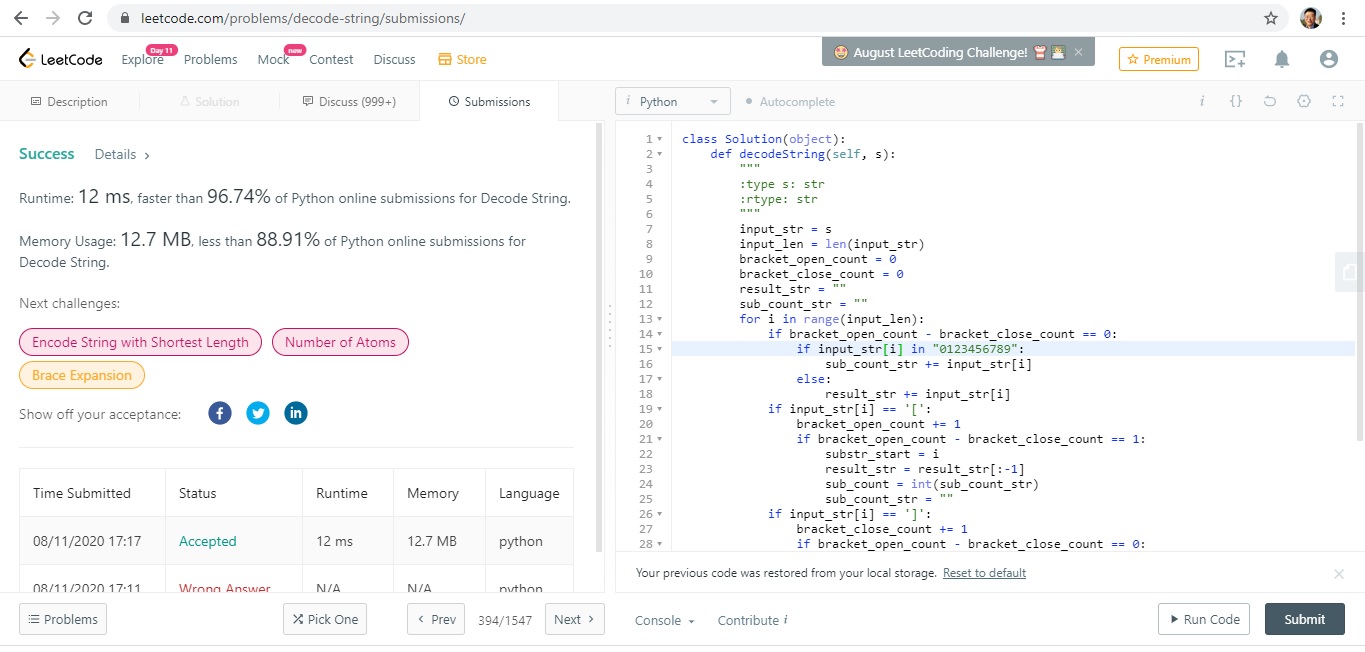 leetcode.com/problems/decode-string/submissions/
LeetCode
Explore Day 11 Problems Mock new Contest Discuss Store
August LeetCoding Challenge! ×
Premium
Description Solution Discuss (999+) Submissions
i Python Autocomplete
i {}
Success Details >
Runtime: 12 ms, faster than 96.74% of Python online submissions for Decode String.
Memory Usage: 12.7 MB, less than 88.91% of Python online submissions for
Decode String.
Next challenges:
Encode String with Shortest Length Number of Atoms
Brace Expansion
Show off your acceptance: f in
Time Submitted Status Runtime Memory Language
08/11/2020 17:17 Accepted 12 ms 12.7 MB python
08/11/2020 17:11 Wrong Answer N/A N/A python
1 class Solution(object):
2 def decodeString(self, s):
3 """
4 :type s: str
5 :rtype: str
6 """
7 input_str = s
8 input_len = len(input_str)
9 bracket_open_count = 0
10 bracket_close_count = 0
11 result_str = ""
12 sub_count_str = ""
13 for i in range(input_len):
14 if bracket_open_count - bracket_close_count == 0:
15 if input_str[i] in "0123456789":
16 sub_count_str += input_str[i]
17 else:
18 result_str += input_str[i]
19 if input_str[i] == '[':
20 bracket_open_count += 1
21 if bracket_open_count - bracket_close_count == 1:
22 substr_start = i
23 result_str = result_str[:-1]
24 sub_count = int(sub_count_str)
25 sub_count_str = ""
26 if input_str[i] == ']':
27 bracket_close_count += 1
28 if bracket_open_count - bracket_close_count == 0:
Your previous code was restored from your local storage. Reset to default ×
Problems Pick One < Prev 394/1547 Next > Console Contribute i Run Code Submit